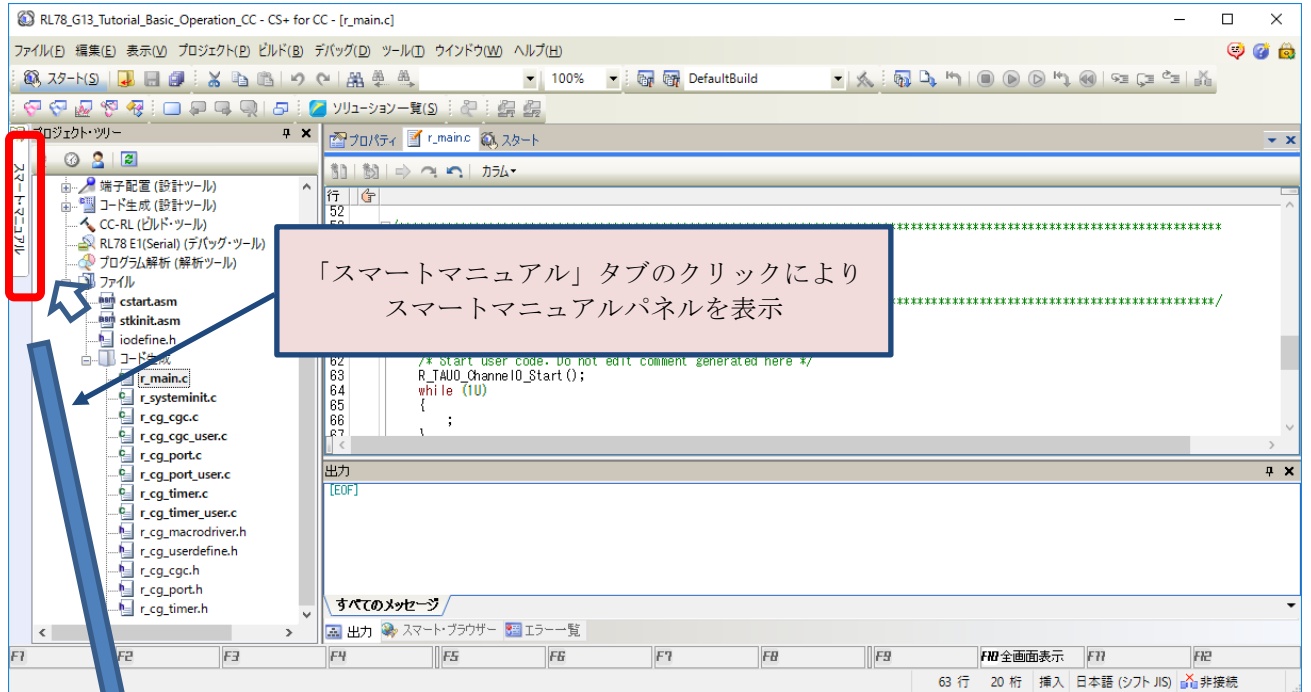 RL78_G13_Tutorial_Basic_Operation_CC - CS+ for CC - [r_main.c]
ファイル(F) 編集(E) 表示(V) プロジェクト(P) ビルド(B) デバッグ(D) ツール(T) ウインドウ(W) ヘルプ(H)
スタート(S) 100% DefaultBuild
ソリューション一覧(S)
スマートマニュアル
プロジェクト・ツリー
端子配置 (設計ツール)
コード生成 (設計ツール)
CC-RL (ビルド・ツール)
RL78 E1(Serial) (デバッグ・ツール)
プログラム解析 (解析ツール)
ファイル
cstart.asm
stkinit.asm
iodefine.h
コード生成
r_main.c
r_systeminit.c
r_cg_cgc.c
r_cg_cgc_user.c
r_cg_port.c
r_cg_port_user.c
r_cg_timer.c
r_cg_timer_user.c
r_cg_macrodriver.h
r_cg_userdefine.h
r_cg_cgc.h
r_cg_port.h
r_cg_timer.h
プロパティ r_main.c スタート
カラム
行
52
「スマートマニュアル」タブのクリックにより
スマートマニュアルパネルを表示
62 /* Start user code. Do not edit comment generated here */
63 R_TAU0_Channel0_Start();
64 while (1U)
65 {
66 ;
67 }
出力
[EOF]
すべてのメッセージ
出力 スマート・ブラウザー エラー一覧
F1 F2 F3 F4 F5 F6 F7 F8 F9 F10 全画面表示 F11 F12
63 行 20 桁 挿入 日本語 (シフト JIS) 非接続